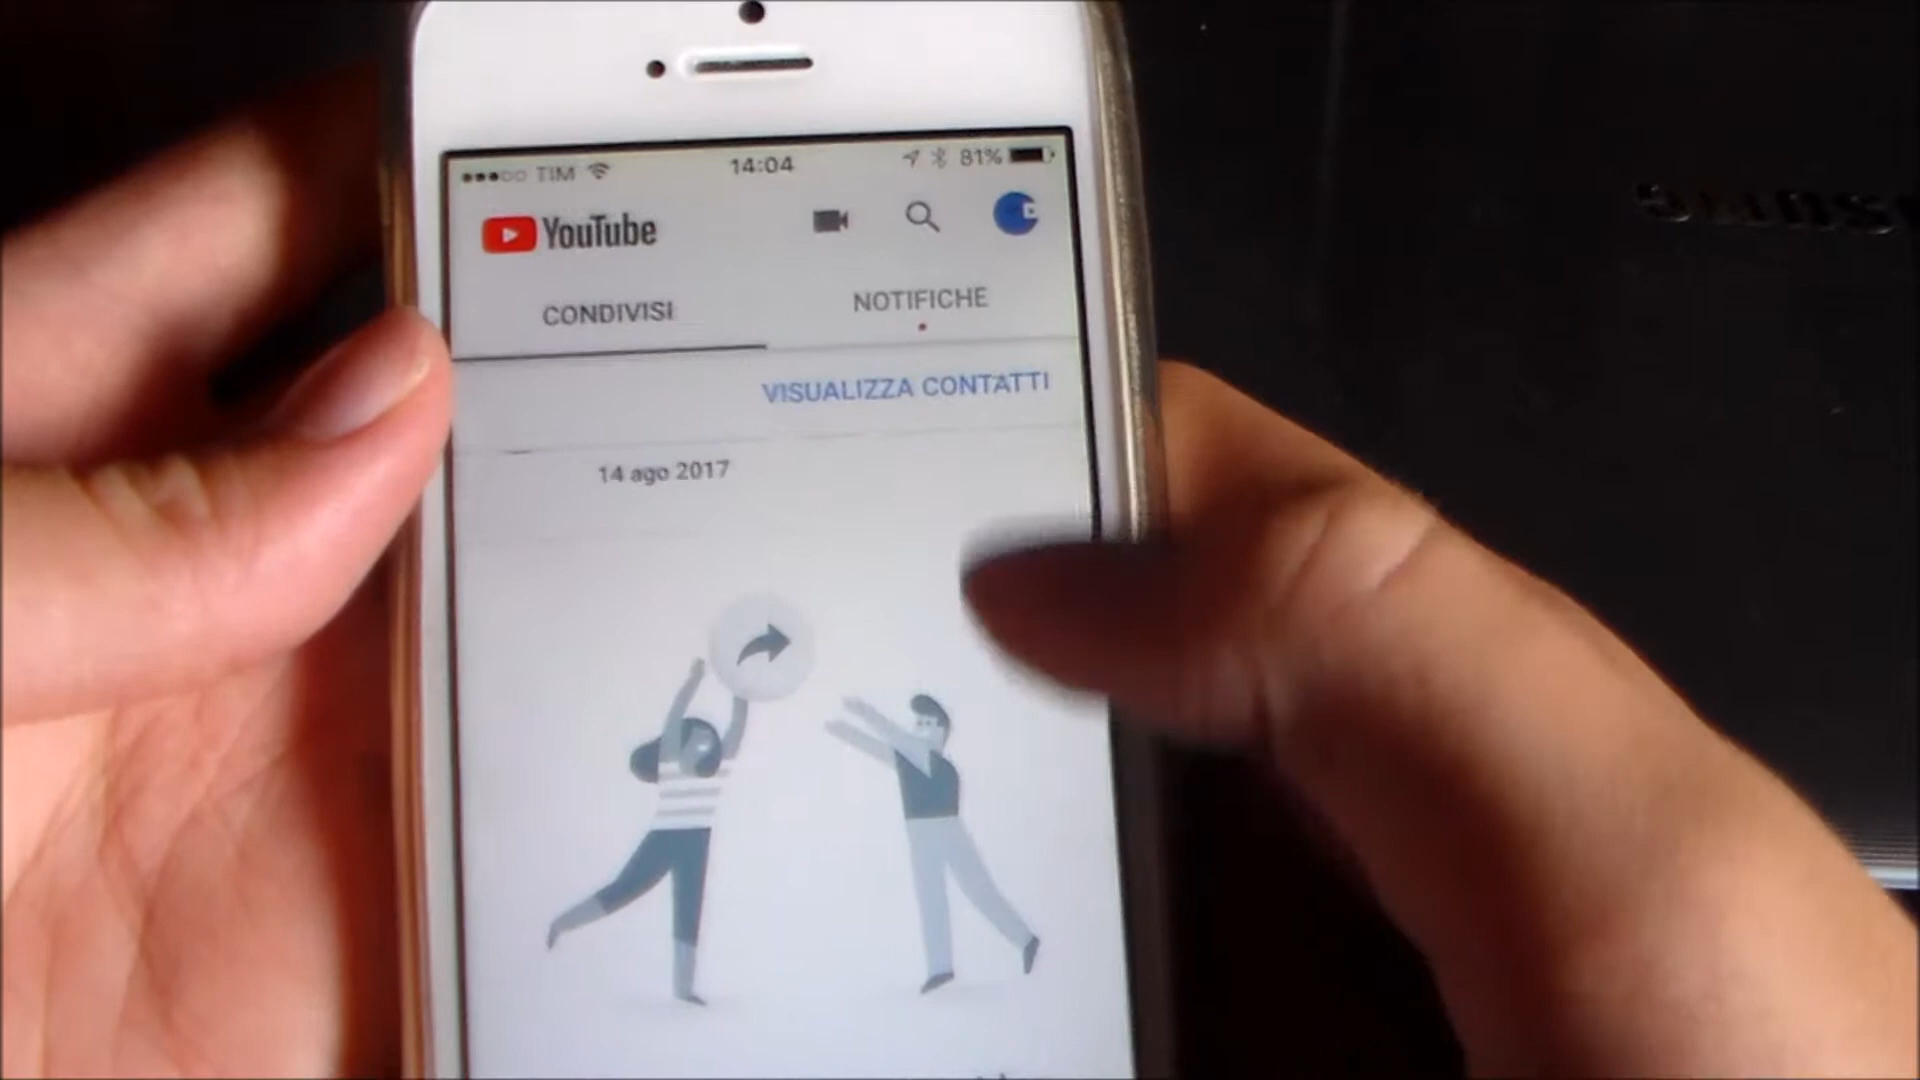 TIM 14:04 81%
YouTube
CONDIVISI NOTIFICHE
VISUALIZZA CONTATTI
14 ago 2017